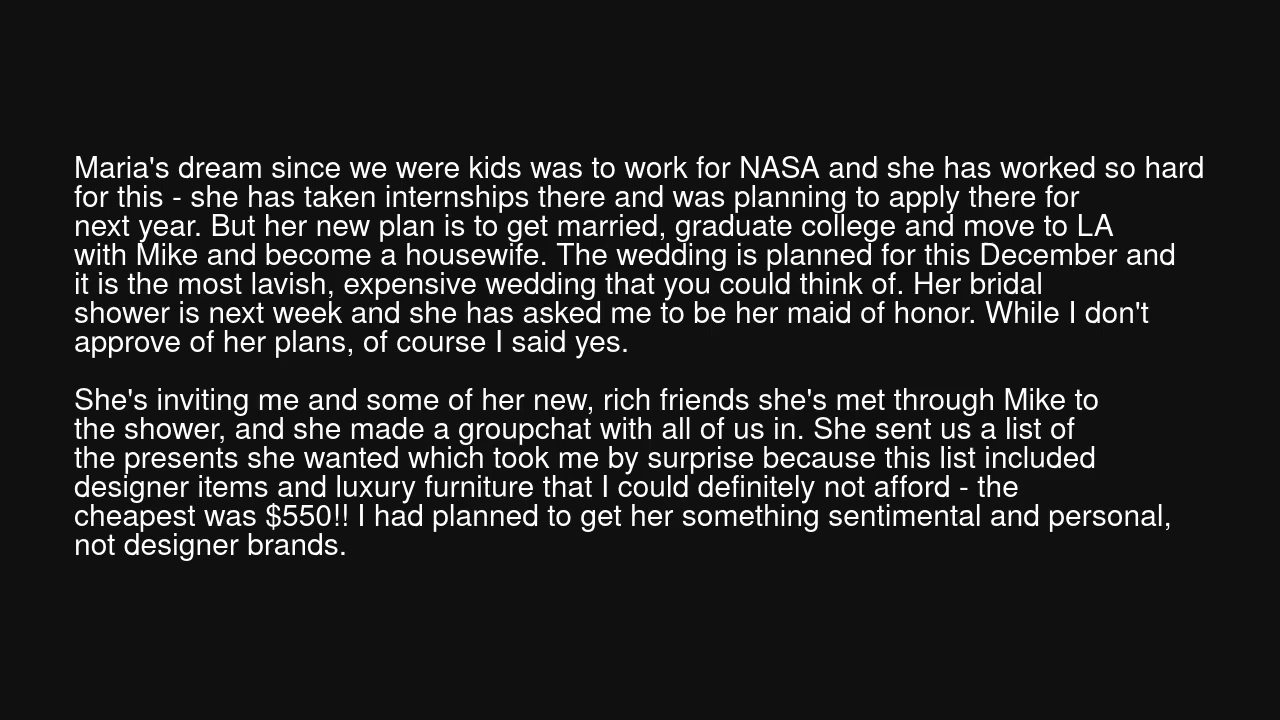 Maria's dream since we were kids was to work for NASA and she has worked so hard
for this - she has taken internships there and was planning to apply there for
next year. But her new plan is to get married, graduate college and move to LA
with Mike and become a housewife. The wedding is planned for this December and
it is the most lavish, expensive wedding that you could think of. Her bridal
shower is next week and she has asked me to be her maid of honor. While I don't
approve of her plans, of course I said yes.
She's inviting me and some of her new, rich friends she's met through Mike to
the shower, and she made a groupchat with all of us in. She sent us a list of
the presents she wanted which took me by surprise because this list included
designer items and luxury furniture that I could definitely not afford - the
cheapest was $550!! I had planned to get her something sentimental and personal,
not designer brands.